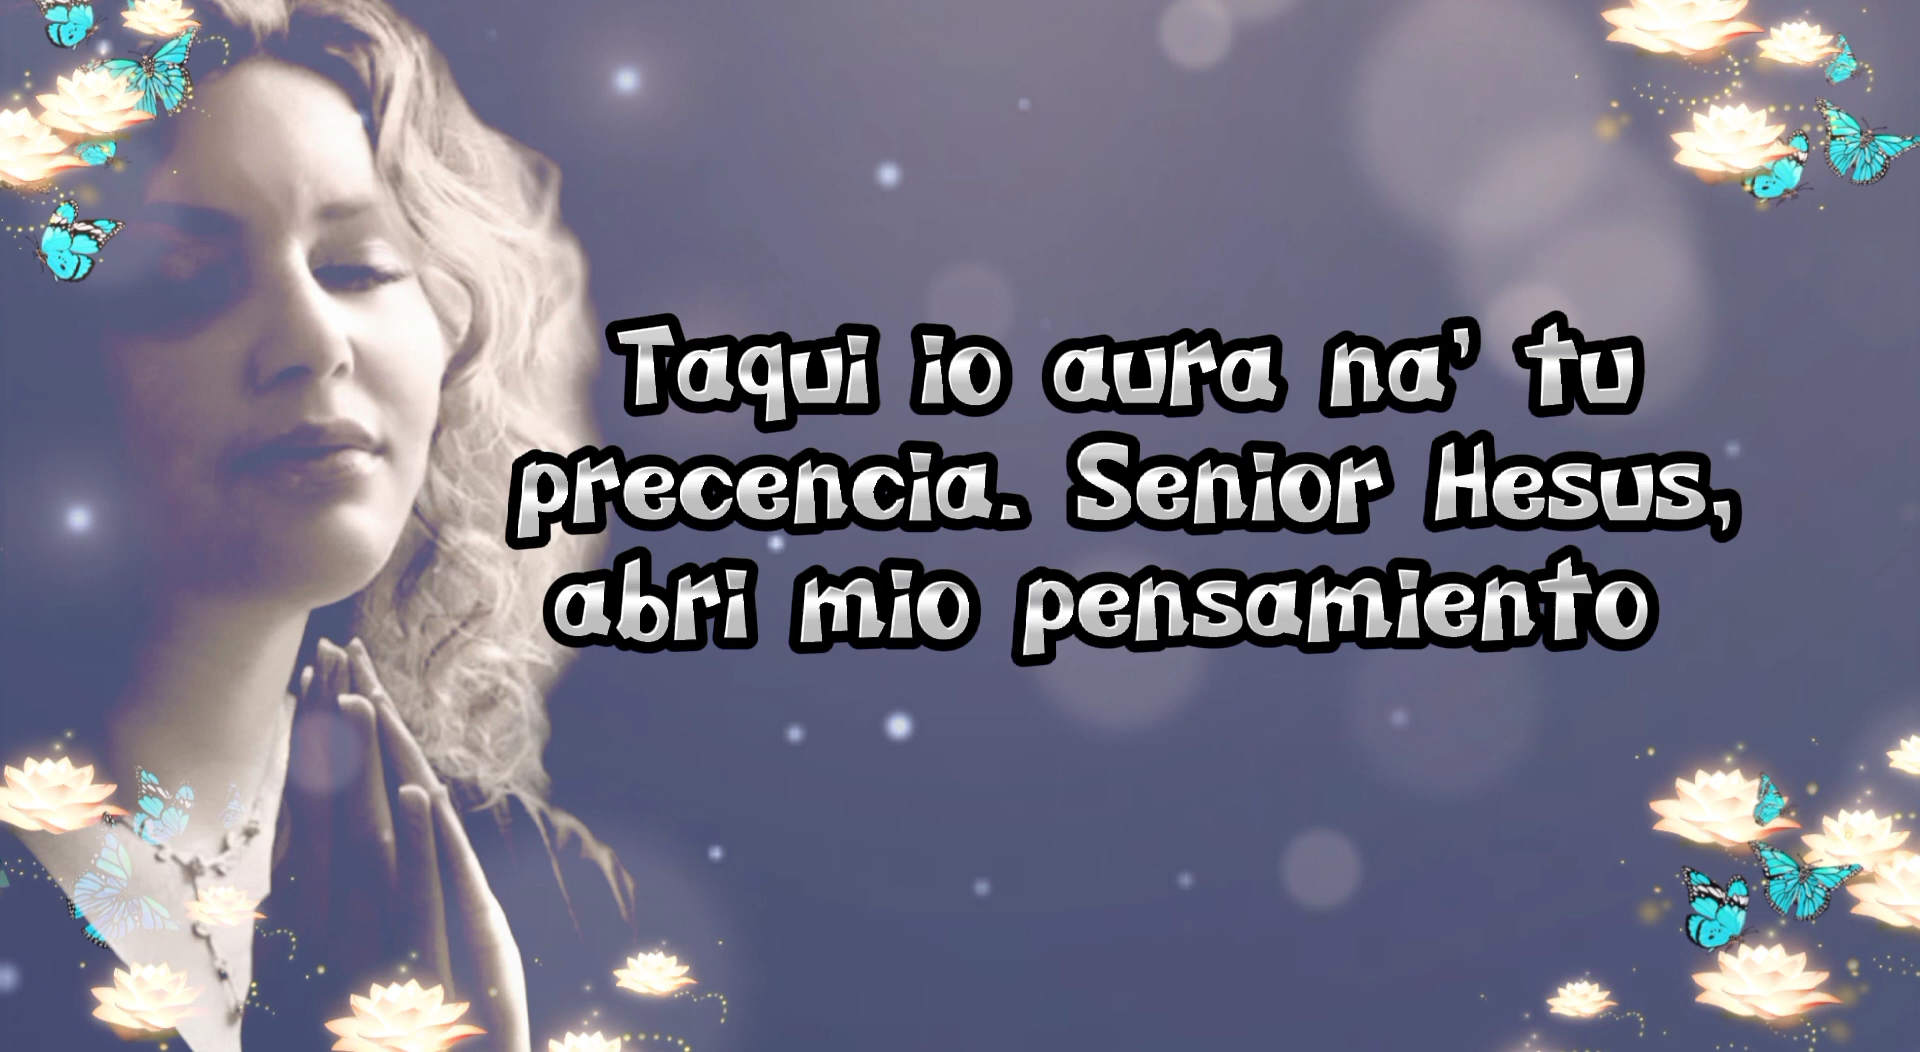 Taqui io aura na' tu
precencia. Senior Hesus,
abri mio pensamiento